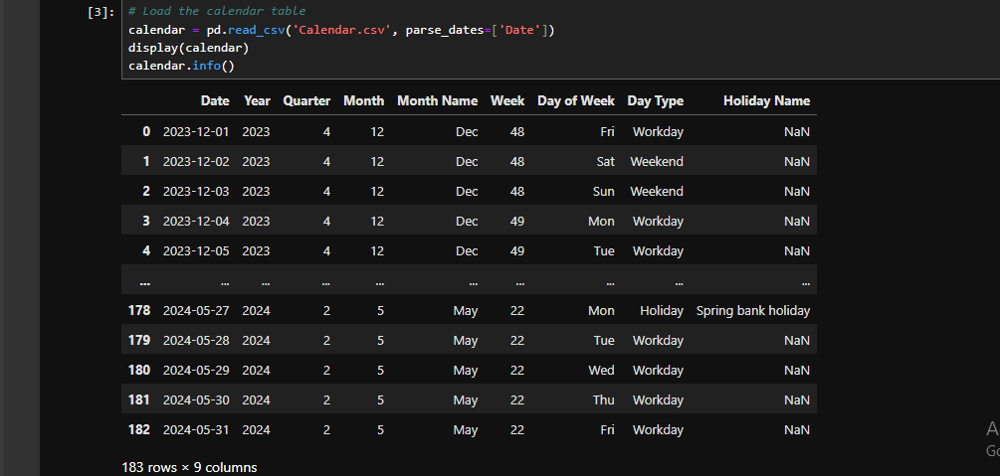 [3]: # Load the calendar table
calendar = pd.read_csv('Calendar.csv', parse_dates=['Date'])
display(calendar)
calendar.info()
Date Year Quarter Month Month Name Week Day of Week Day Type Holiday Name
0 2023-12-01 2023 4 12 Dec 48 Fri Workday NaN
1 2023-12-02 2023 4 12 Dec 48 Sat Weekend NaN
2 2023-12-03 2023 4 12 Dec 48 Sun Weekend NaN
3 2023-12-04 2023 4 12 Dec 49 Mon Workday NaN
4 2023-12-05 2023 4 12 Dec 49 Tue Workday NaN
... ... ... ... ... ... ... ... ... ...
178 2024-05-27 2024 2 5 May 22 Mon Holiday Spring bank holiday
179 2024-05-28 2024 2 5 May 22 Tue Workday NaN
180 2024-05-29 2024 2 5 May 22 Wed Workday NaN
181 2024-05-30 2024 2 5 May 22 Thu Workday NaN
182 2024-05-31 2024 2 5 May 22 Fri Workday NaN
183 rows × 9 columns